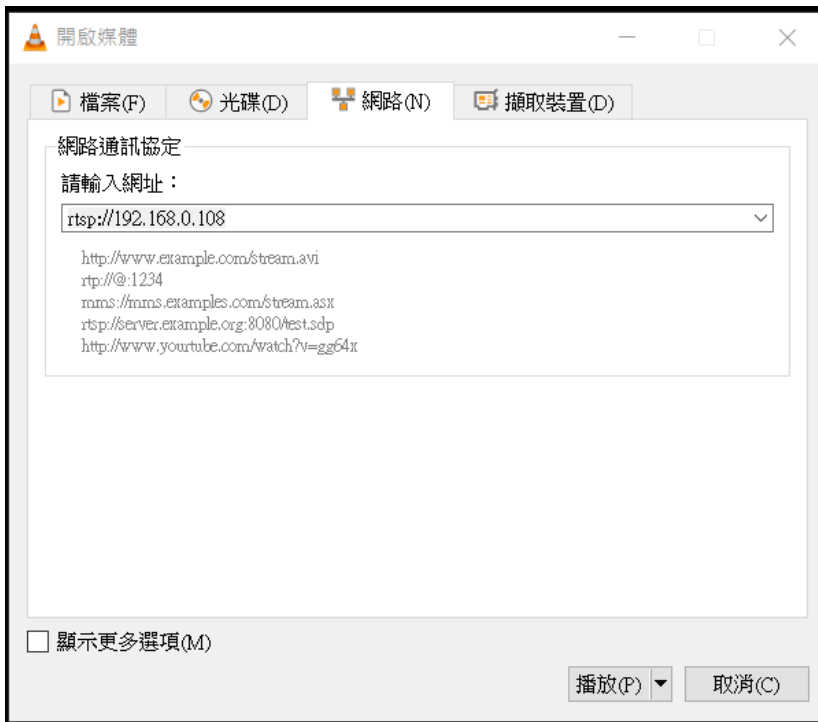 開啟媒體
檔案(F) 光碟(D) 網路(N) 擷取裝置(D)
網路通訊協定
請輸入網址：
rtsp://192.168.0.108
http://www.example.com/stream.avi
rtp://@:1234
mms://mms.examples.com/stream.asx
rtsp://server.example.org:8080/test.sdp
http://www.yourtube.com/watch?v=gg64x
顯示更多選項(M)
播放(P) 取消(C)